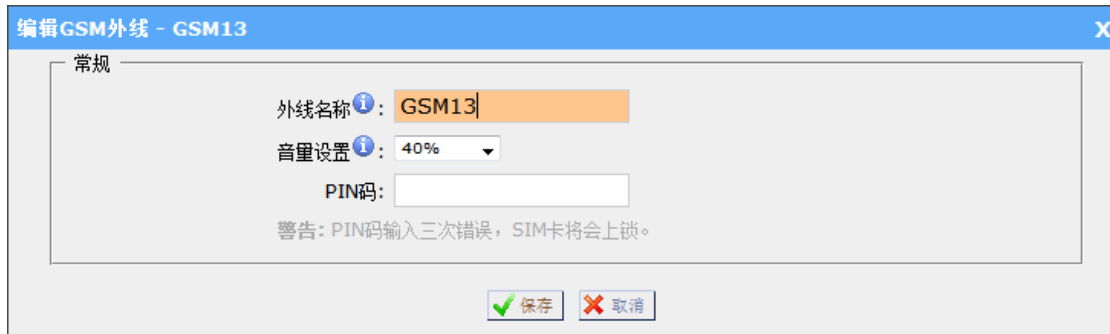 编辑GSM外线 - GSM13
X
常规
外线名称i: GSM13
音量设置i: 40%
PIN码:
警告: PIN码输入三次错误，SIM卡将会上锁。
保存 取消